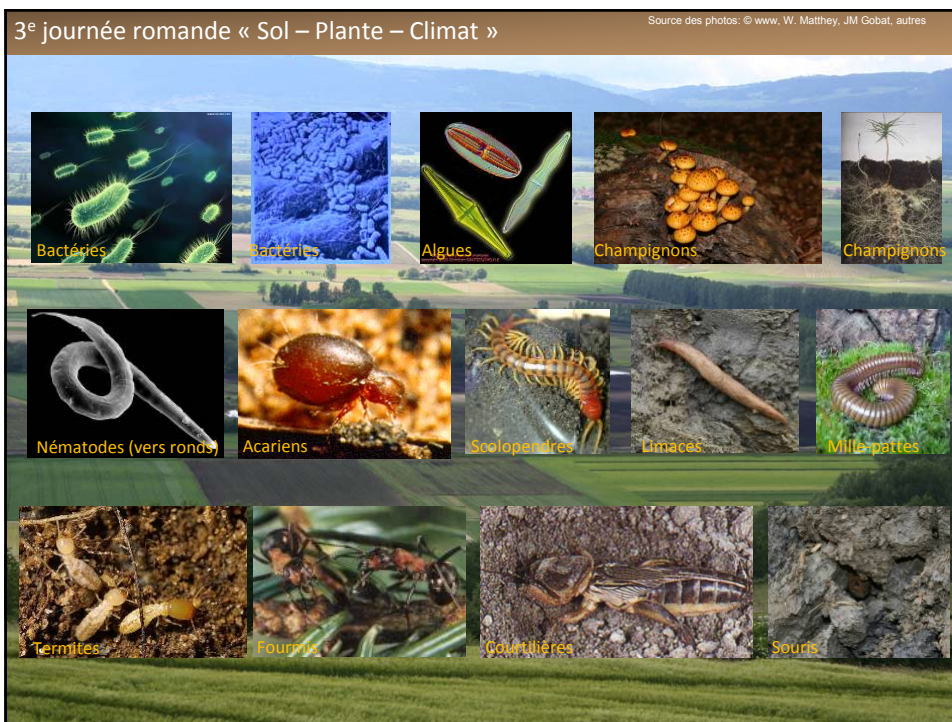 3e journée romande « Sol – Plante – Climat »
Source des photos: © www, W. Matthey, JM Gobat, autres
Bactéries
Bactéries
Algues
Champignons
Champignons
Nématodes (vers ronds)
Acariens
Scolopendres
Limaces
Mille-pattes
Termites
Fourmis
Courtilières
Souris